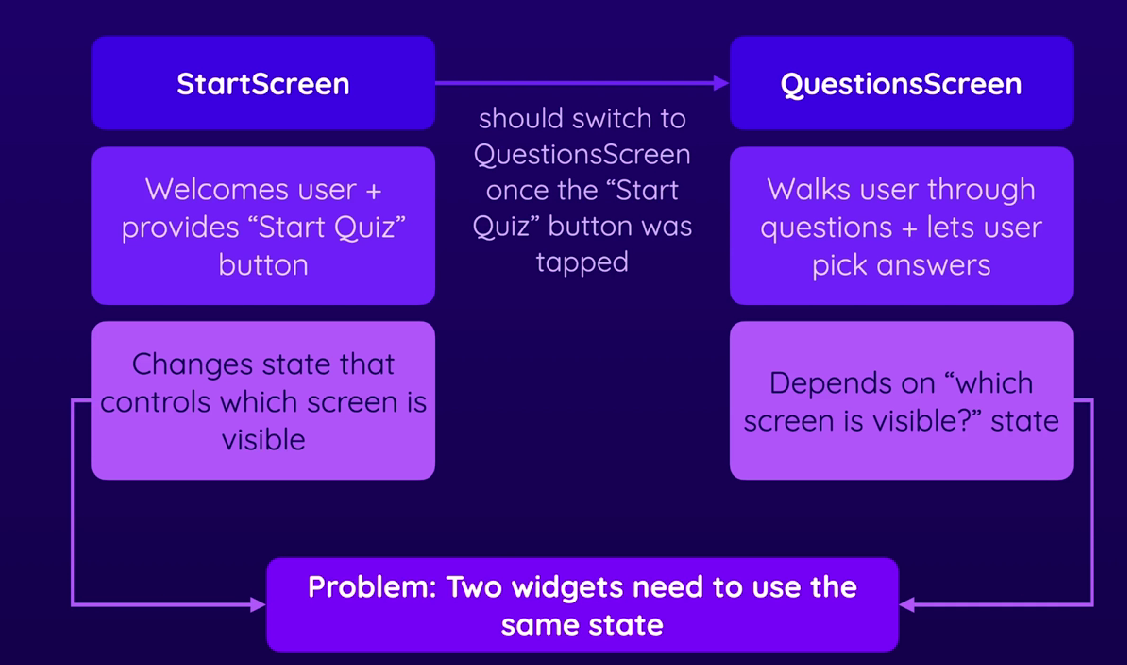 StartScreen
QuestionsScreen
should switch to
QuestionsScreen
once the “Start
Quiz” button was
tapped
Welcomes user +
provides “Start Quiz”
button
Walks user through
questions + lets user
pick answers
Changes state that
controls which screen is
visible
Depends on “which
screen is visible?” state
Problem: Two widgets need to use the
same state